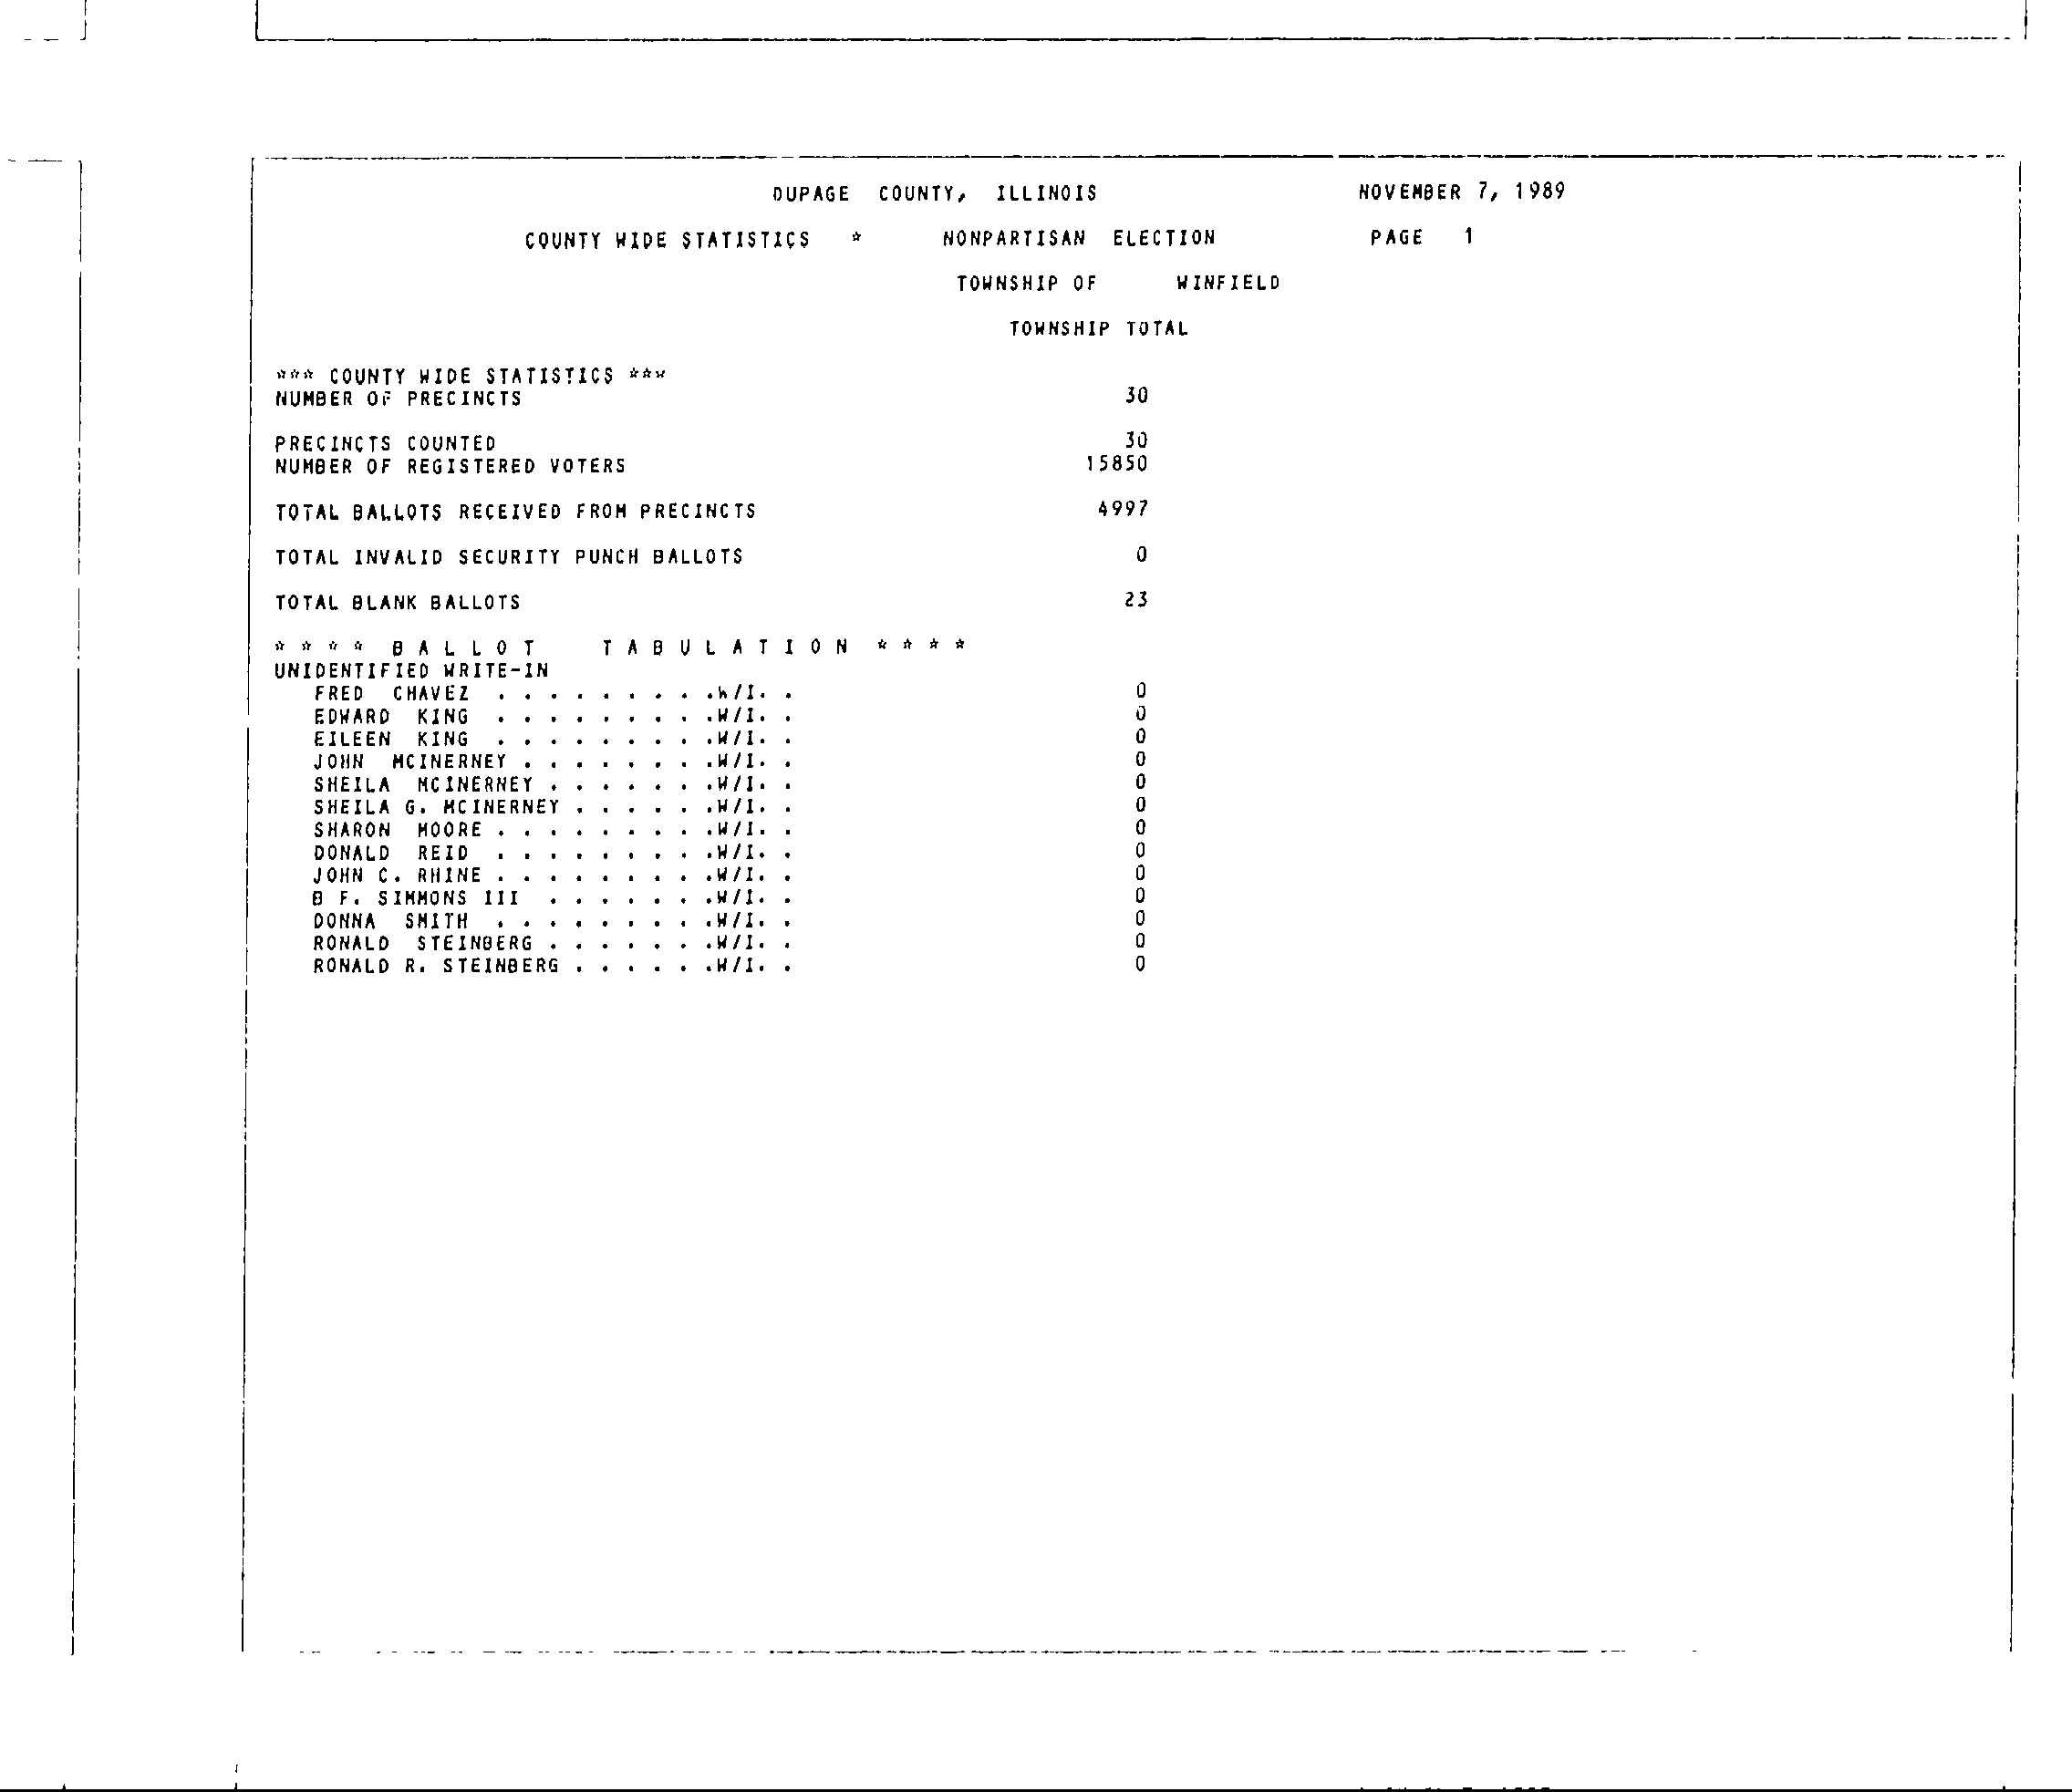 DUPAGE COUNTY, ILLINOIS NOVEMBER 7, 1989
COUNTY WIDE STATISTICS * NONPARTISAN ELECTION PAGE 1
TOWNSHIP OF WINFIELD
TOWNSHIP TOTAL
*** COUNTY WIDE STATISTICS ***
NUMBER OF PRECINCTS 30
PRECINCTS COUNTED 30
NUMBER OF REGISTERED VOTERS 15850
TOTAL BALLOTS RECEIVED FROM PRECINCTS 4997
TOTAL INVALID SECURITY PUNCH BALLOTS 0
TOTAL BLANK BALLOTS 23
* * * * B A L L O T T A B U L A T I O N * * * *
UNIDENTIFIED WRITE-IN
FRED CHAVEZ . . . . . . . . .W/I. . 0
EDWARD KING . . . . . . . . .W/I. . 0
EILEEN KING . . . . . . . . .W/I. . 0
JOHN MCINERNEY . . . . . . . .W/I. . 0
SHEILA MCINERNEY . . . . . . .W/I. . 0
SHEILA G. MCINERNEY . . . . . .W/I. . 0
SHARON MOORE . . . . . . . . .W/I. . 0
DONALD REID . . . . . . . . .W/I. . 0
JOHN C. RHINE . . . . . . . . .W/I. . 0
B F. SIMMONS III . . . . . . .W/I. . 0
DONNA SMITH . . . . . . . . .W/I. . 0
RONALD STEINBERG . . . . . . .W/I. . 0
RONALD R. STEINBERG . . . . . .W/I. . 0